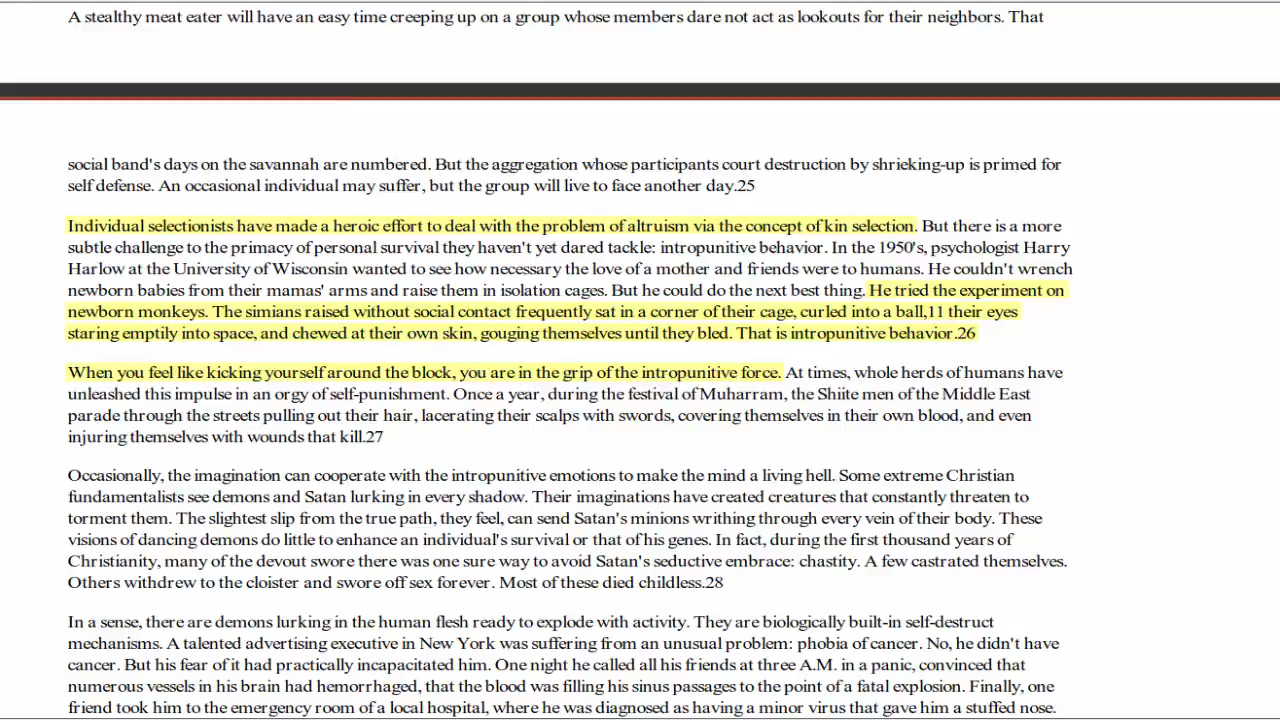 A stealthy meat eater will have an easy time creeping up on a group whose members dare not act as lookouts for their neighbors. That
social band's days on the savannah are numbered. But the aggregation whose participants court destruction by shrieking-up is primed for
self defense. An occasional individual may suffer, but the group will live to face another day.25
Individual selectionists have made a heroic effort to deal with the problem of altruism via the concept of kin selection. But there is a more
subtle challenge to the primacy of personal survival they haven't yet dared tackle: intropunitive behavior. In the 1950's, psychologist Harry
Harlow at the University of Wisconsin wanted to see how necessary the love of a mother and friends were to humans. He couldn't wrench
newborn babies from their mamas' arms and raise them in isolation cages. But he could do the next best thing. He tried the experiment on
newborn monkeys. The simians raised without social contact frequently sat in a corner of their cage, curled into a ball,11 their eyes
staring emptily into space, and chewed at their own skin, gouging themselves until they bled. That is intropunitive behavior.26
When you feel like kicking yourself around the block, you are in the grip of the intropunitive force. At times, whole herds of humans have
unleashed this impulse in an orgy of self-punishment. Once a year, during the festival of Muharram, the Shiite men of the Middle East
parade through the streets pulling out their hair, lacerating their scalps with swords, covering themselves in their own blood, and even
injuring themselves with wounds that kill.27
Occasionally, the imagination can cooperate with the intropunitive emotions to make the mind a living hell. Some extreme Christian
fundamentalists see demons and Satan lurking in every shadow. Their imaginations have created creatures that constantly threaten to
torment them. The slightest slip from the true path, they feel, can send Satan's minions writhing through every vein of their body. These
visions of dancing demons do little to enhance an individual's survival or that of his genes. In fact, during the first thousand years of
Christianity, many of the devout swore there was one sure way to avoid Satan's seductive embrace: chastity. A few castrated themselves.
Others withdrew to the cloister and swore off sex forever. Most of these died childless.28
In a sense, there are demons lurking in the human flesh ready to explode with activity. They are biologically built-in self-destruct
mechanisms. A talented advertising executive in New York was suffering from an unusual problem: phobia of cancer. No, he didn't have
cancer. But his fear of it had practically incapacitated him. One night he called all his friends at three A.M. in a panic, convinced that
numerous vessels in his brain had hemorrhaged, that the blood was filling his sinus passages to the point of a fatal explosion. Finally, one
friend took him to the emergency room of a local hospital, where he was diagnosed as having a minor virus that gave him a stuffed nose.